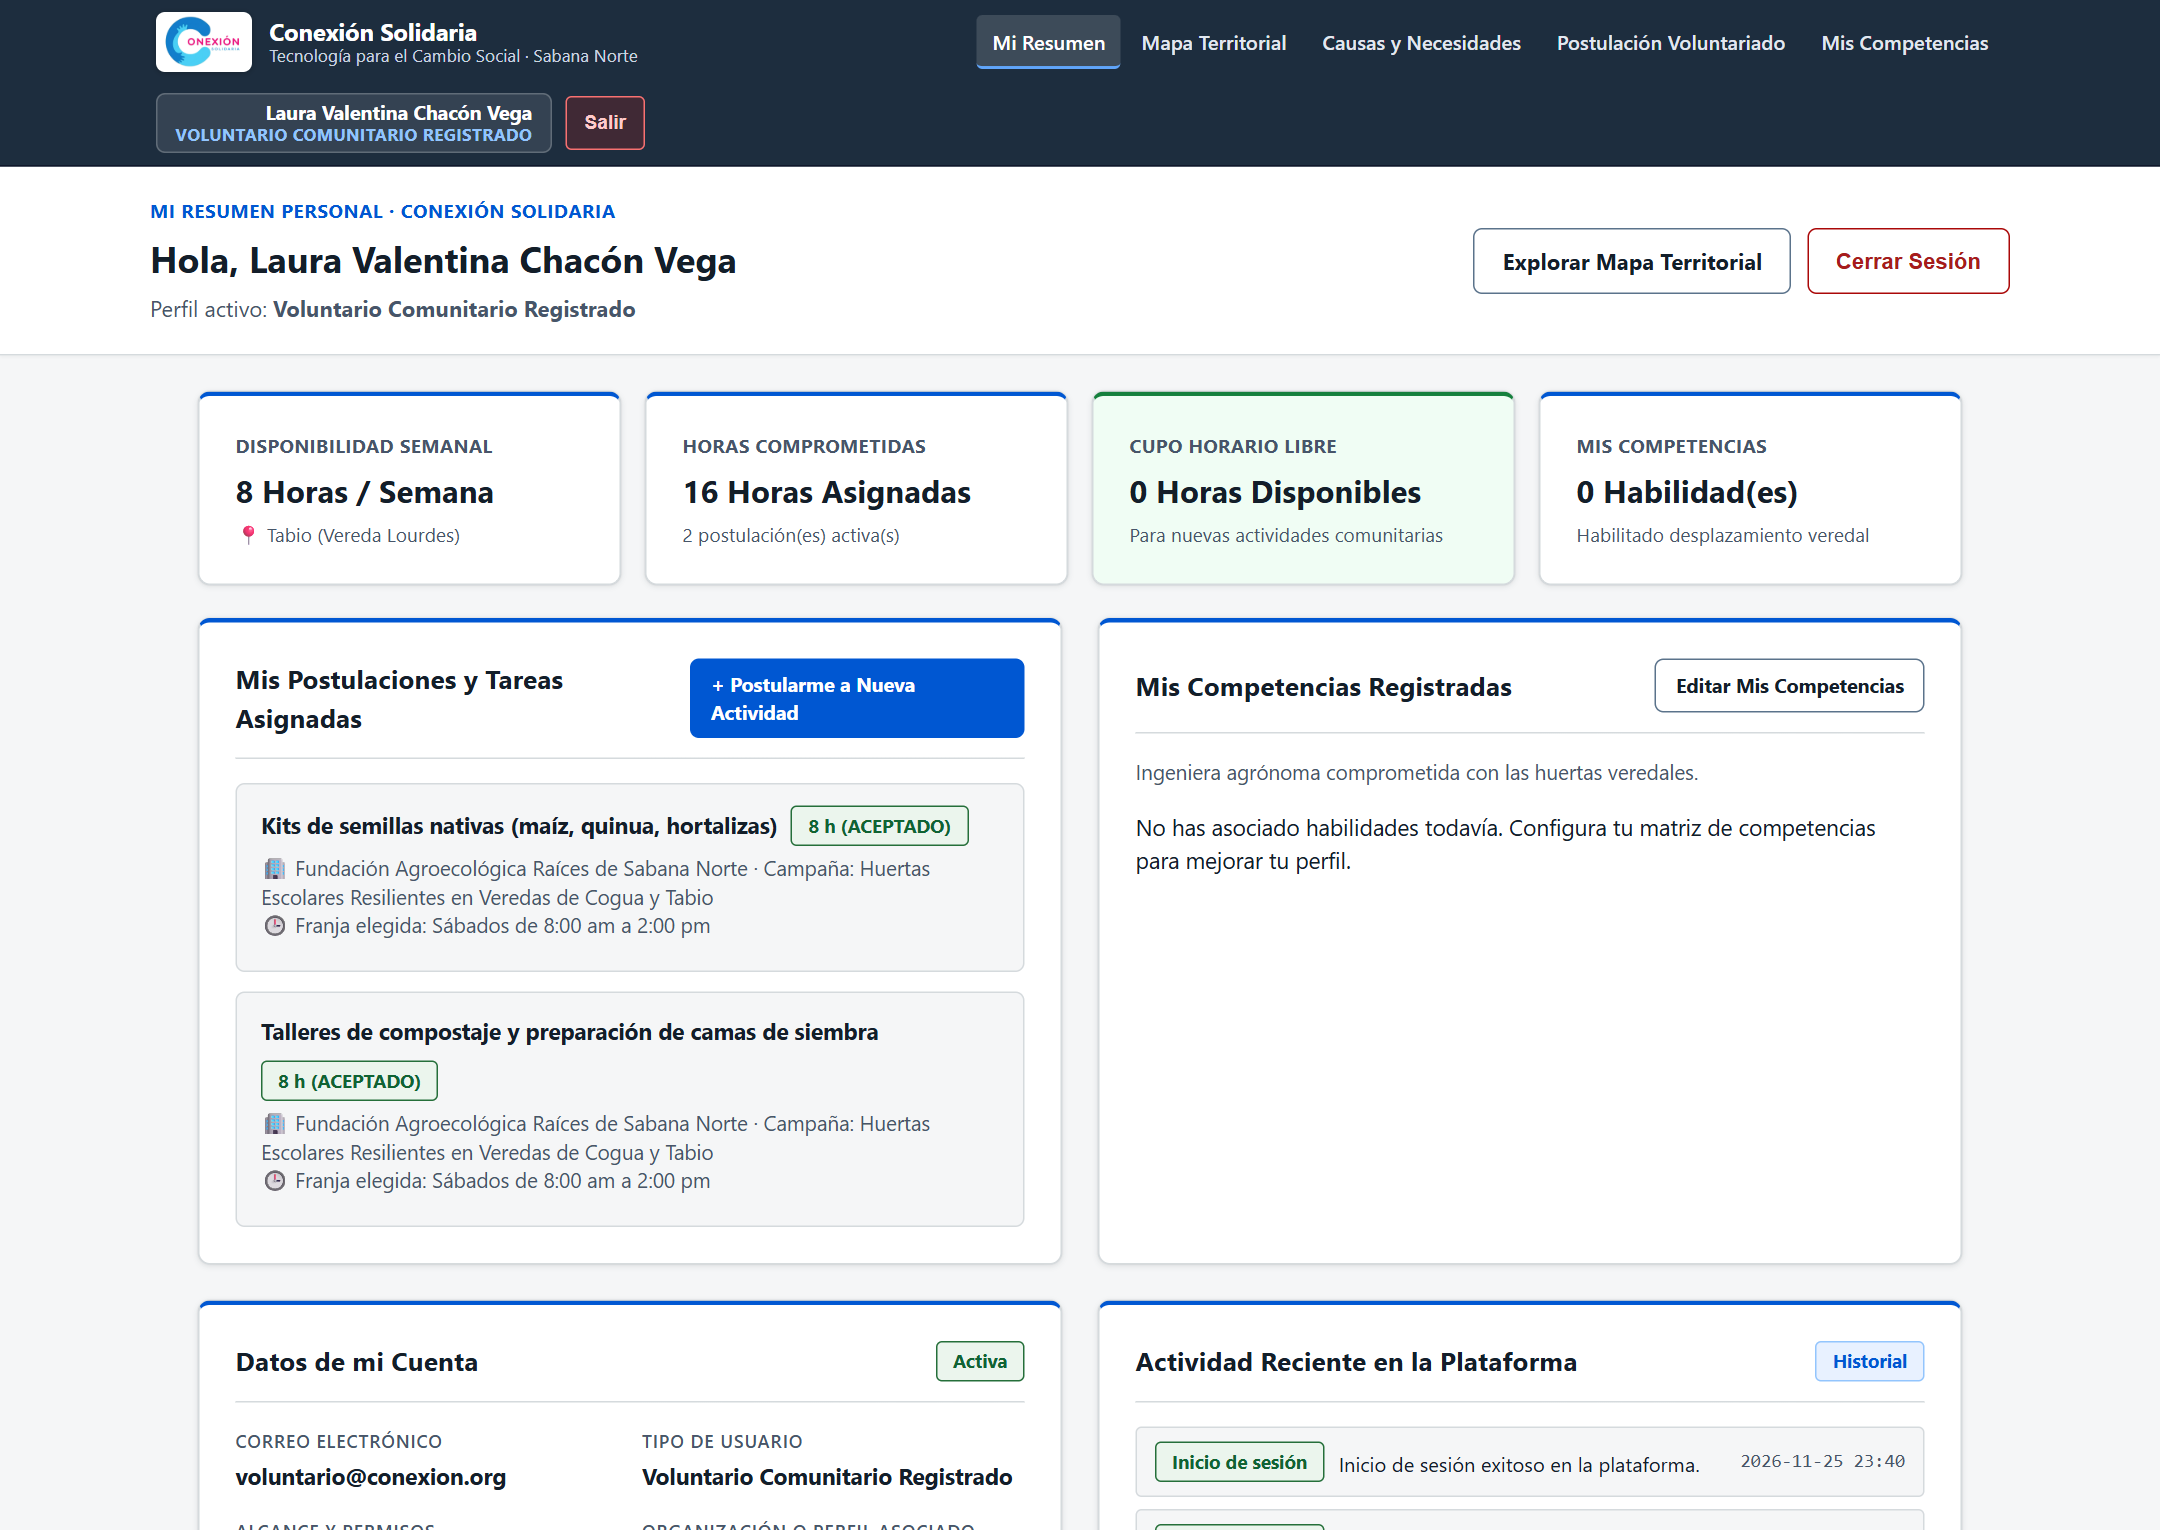 ONEXIÓN
SOLIDARIA
Conexión Solidaria
Tecnología para el Cambio Social · Sabana Norte
Mi Resumen
Mapa Territorial
Causas y Necesidades
Postulación Voluntariado
Mis Competencias
Laura Valentina Chacón Vega
VOLUNTARIO COMUNITARIO REGISTRADO
Salir
MI RESUMEN PERSONAL · CONEXIÓN SOLIDARIA
Hola, Laura Valentina Chacón Vega
Perfil activo: Voluntario Comunitario Registrado
Explorar Mapa Territorial
Cerrar Sesión
DISPONIBILIDAD SEMANAL
8 Horas / Semana
Tabio (Vereda Lourdes)
HORAS COMPROMETIDAS
16 Horas Asignadas
2 postulación(es) activa(s)
CUPO HORARIO LIBRE
0 Horas Disponibles
Para nuevas actividades comunitarias
MIS COMPETENCIAS
0 Habilidad(es)
Habilitado desplazamiento veredal
Mis Postulaciones y Tareas
Asignadas
+ Postularme a Nueva
Actividad
Kits de semillas nativas (maíz, quinua, hortalizas)
8 h (ACEPTADO)
Fundación Agroecológica Raíces de Sabana Norte · Campaña: Huertas
Escolares Resilientes en Veredas de Cogua y Tabio
Franja elegida: Sábados de 8:00 am a 2:00 pm
Talleres de compostaje y preparación de camas de siembra
8 h (ACEPTADO)
Fundación Agroecológica Raíces de Sabana Norte · Campaña: Huertas
Escolares Resilientes en Veredas de Cogua y Tabio
Franja elegida: Sábados de 8:00 am a 2:00 pm
Mis Competencias Registradas
Editar Mis Competencias
Ingeniera agrónoma comprometida con las huertas veredales.
No has asociado habilidades todavía. Configura tu matriz de competencias
para mejorar tu perfil.
Datos de mi Cuenta
Activa
CORREO ELECTRÓNICO
voluntario@conexion.org
TIPO DE USUARIO
Voluntario Comunitario Registrado
ALCANCE Y PERMISOS
ORGANIZACIÓN O PERFIL ASOCIADO
Actividad Reciente en la Plataforma
Historial
Inicio de sesión
Inicio de sesión exitoso en la plataforma.
2026-11-25 23:40